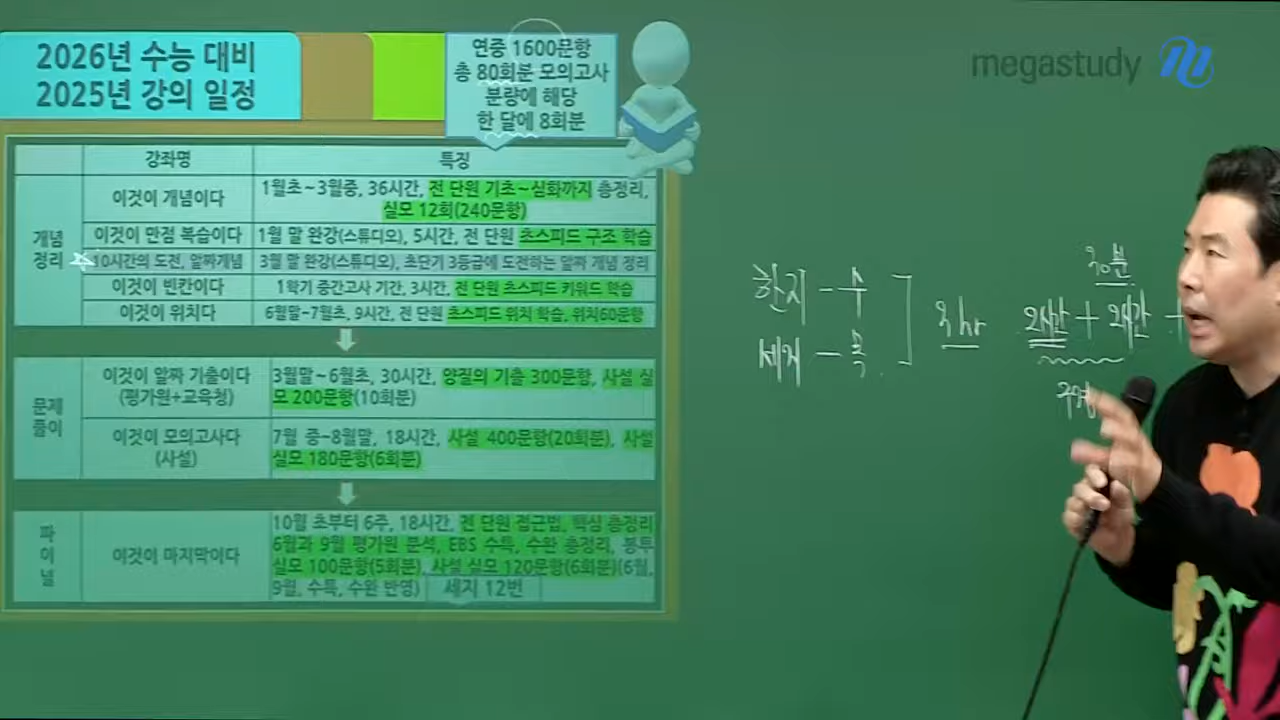 2026년 수능 대비
2025년 강의 일정
연중 1600문항
총 80회분 모의고사
분량에 해당
한 달에 8회분
megastudy
강좌명
특징
개념
정리
이것이 개념이다
1월초~3월중, 36시간, 전 단원 기초~심화까지 총정리,
실모 12회(240문항)
이것이 만점 복습이다
1월 말 완강(스튜디오), 5시간, 전 단원 초스피드 구조 학습
10시간의 도전, 알짜개념
3월 말 완강(스튜디오), 초단기 3등급에 도전하는 알짜 개념 정리
이것이 빈칸이다
1학기 중간고사 기간, 3시간, 전 단원 초스피드 키워드 학습
이것이 위치다
6월말~7월초, 9시간, 전 단원 초스피드 위치 학습, 위치60문항
문제
풀이
이것이 알짜 기출이다
(평가원+교육청)
3월말~6월초, 30시간, 양질의 기출 300문항, 사설 실
모 200문항(10회분)
이것이 모의고사다
(사설)
7월 중~8월말, 18시간, 사설 400문항(20회분), 사설
실모 180문항(6회분)
파
이
널
이것이 마지막이다
10월 초부터 6주, 18시간, 전 단원 접근법, 핵심 총정리
6월과 9월 평가원 분석, EBS 수특, 수완 총정리, 봉투
실모 100문항(5회분), 사설 실모 120문항(6회분)(6월,
9월, 수특, 수완 반영)
세지 12번
한지 - 수
세지 - 목
30분
2시간 + 2시간 +